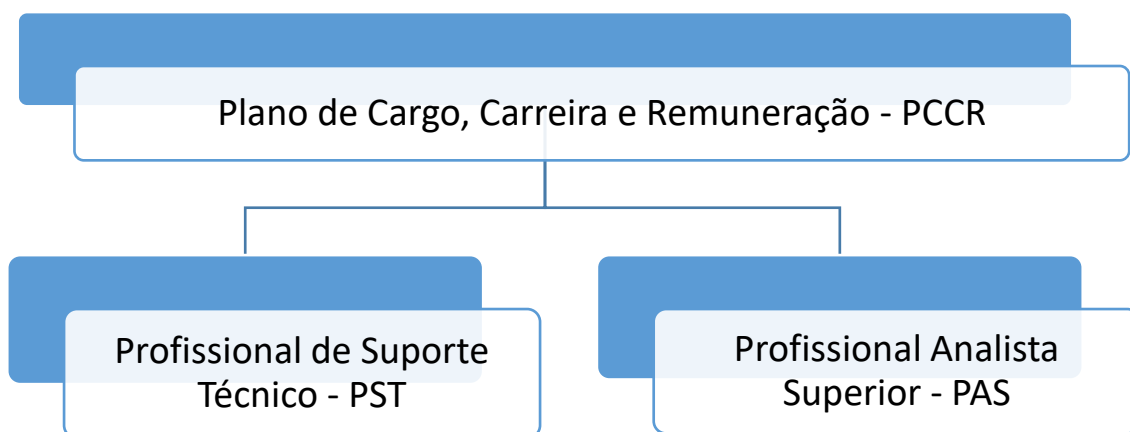 Plano de Cargo, Carreira e Remuneração - PCCR
Profissional de Suporte
Técnico - PST
Profissional Analista
Superior - PAS